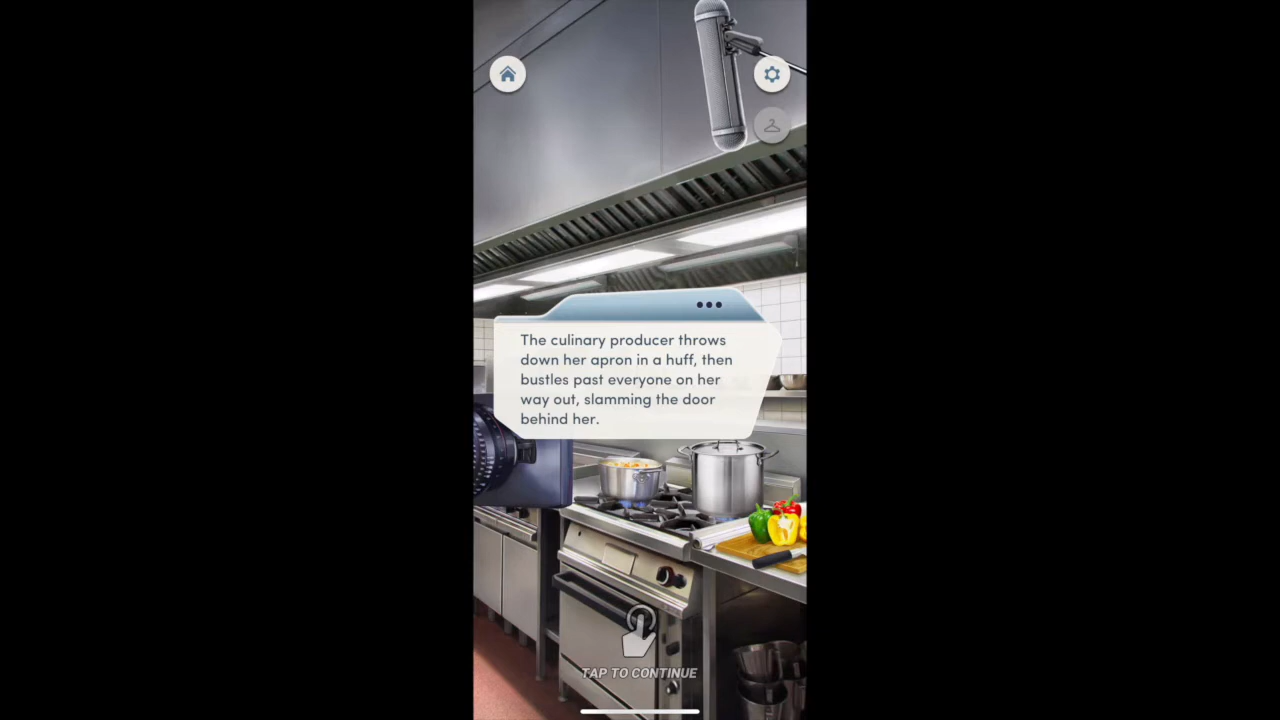 The culinary producer throws
down her apron in a huff, then
bustles past everyone on her
way out, slamming the door
behind her.
TAP TO CONTINUE